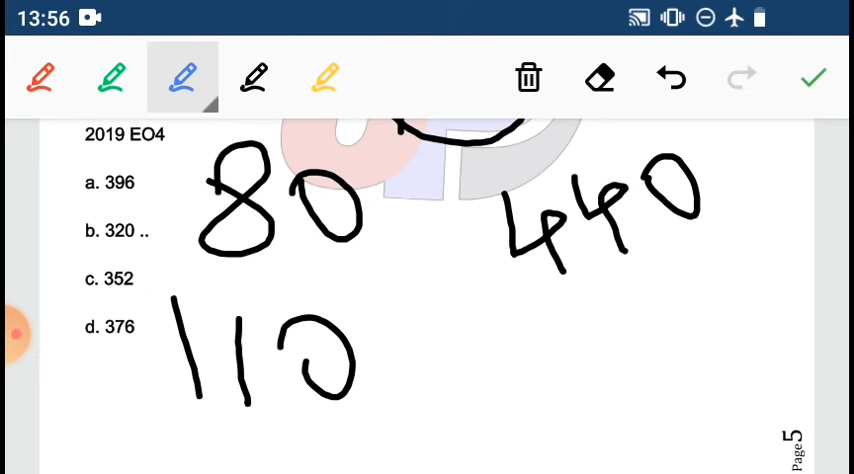 13:56
2019 EO4
a. 396
80
440
b. 320 ..
c. 352
d. 376
110
Page 5